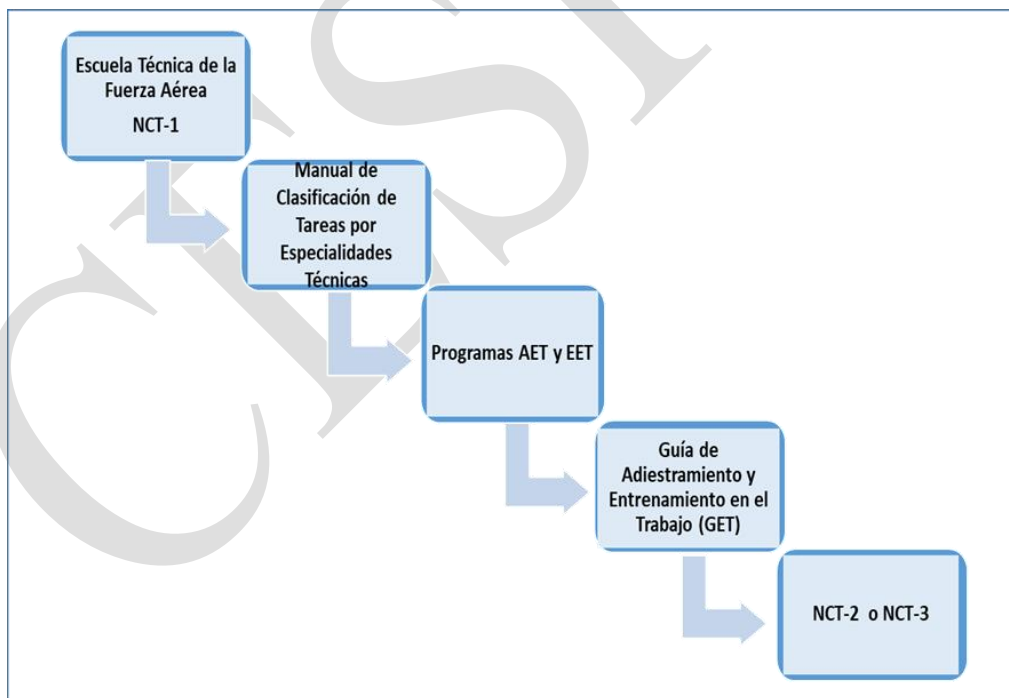 Escuela Técnica de la
Fuerza Aérea
NCT-1
Manual de
Clasificación de
Tareas por
Especialidades
Técnicas
Programas AET y EET
Guía de
Adiestramiento y
Entrenamiento en el
Trabajo (GET)
NCT-2 o NCT-3